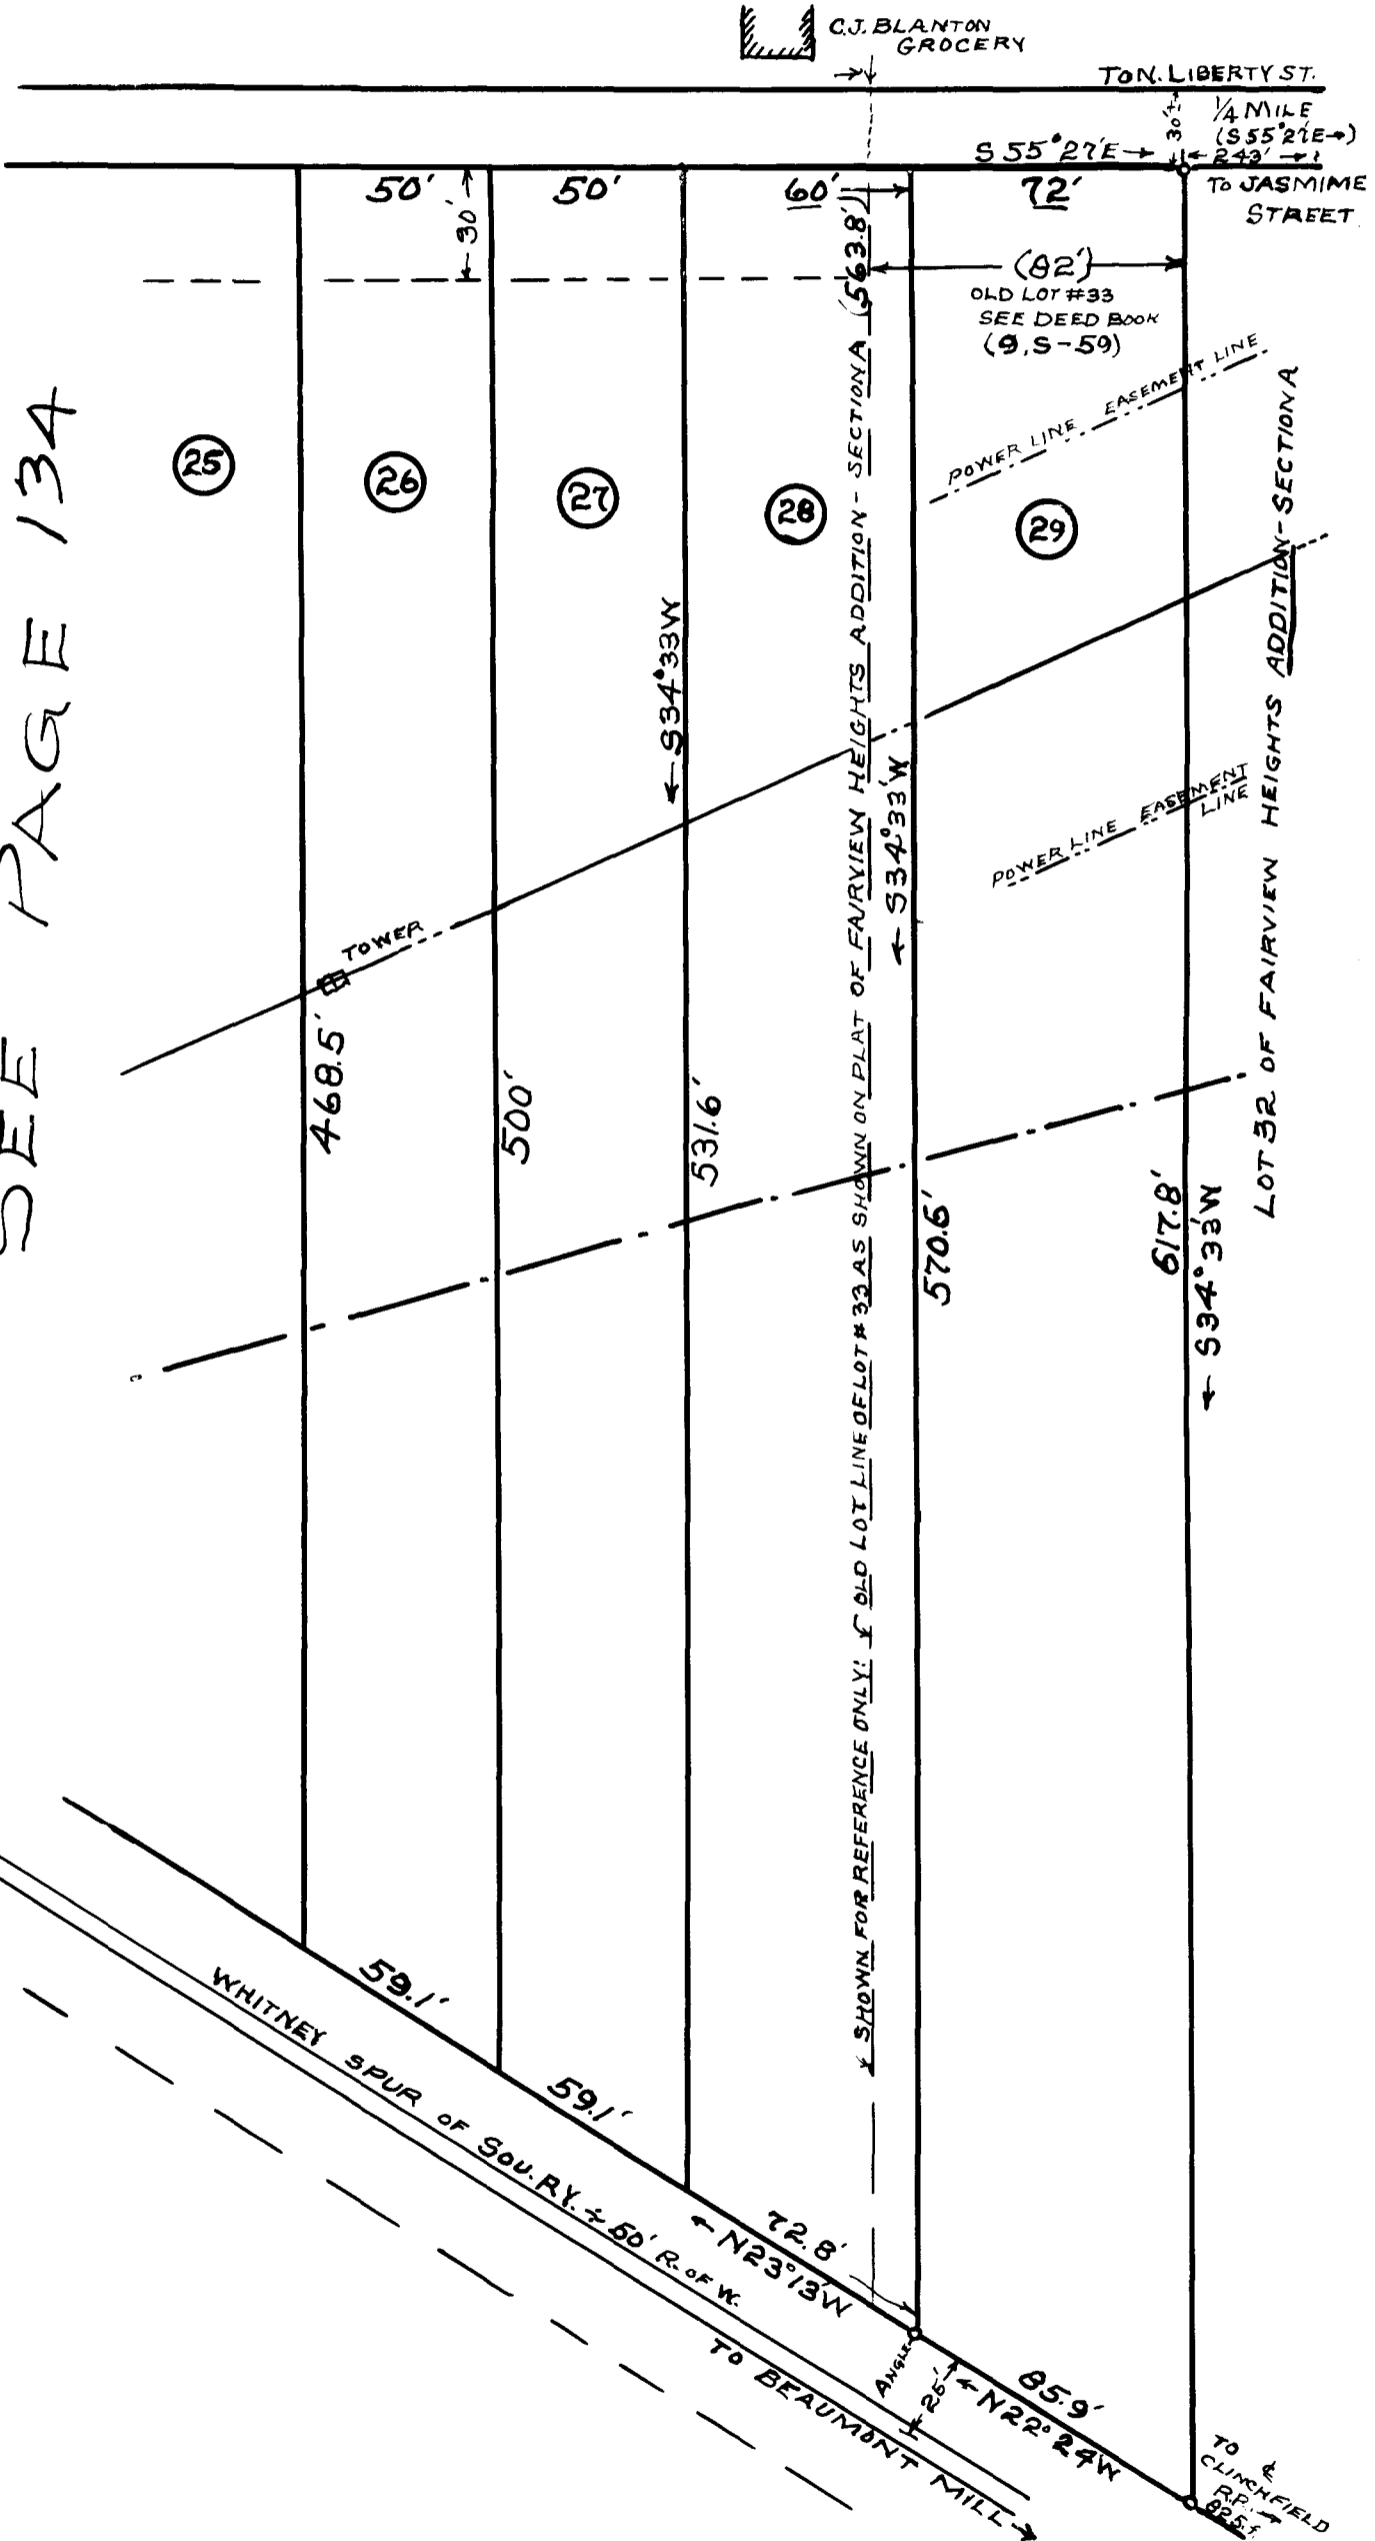 C.J. BLANTON
GROCERY
TO N. LIBERTY ST.
30'±
1/4 MILE
(S55°27'E→)
S55°27'E→
←243'→
TO JASMIME
STREET
50'
50'
60'
72'
30'
(563.8')
(82')
OLD LOT #33
SEE DEED BOOK
(9,S-59)
POWER LINE EASEMENT LINE
SEE PAGE 134
25
26
27
28
29
←S34°33'W
←S34°33'W
POWER LINE EASEMENT
LINE
TOWER
468.5'
500'
531.6'
570.6'
617.8'
←S34°33'W
LOT 32 OF FAIRVIEW HEIGHTS ADDITION-SECTION A
← SHOWN FOR REFERENCE ONLY! ← OLD LOT LINE OF LOT #33 AS SHOWN ON PLAT OF FAIRVIEW HEIGHTS ADDITION - SECTION A
59.1'
59.1'
72.8'
←N23°13'W
WHITNEY SPUR OF SOU. RY. ÷ 50' R. OF W.
TO BEAUMONT MILL→
ANGLE
25'
85.9'
←N22°24W
TO ℄
CLINCHFIELD
R.R.→
825±